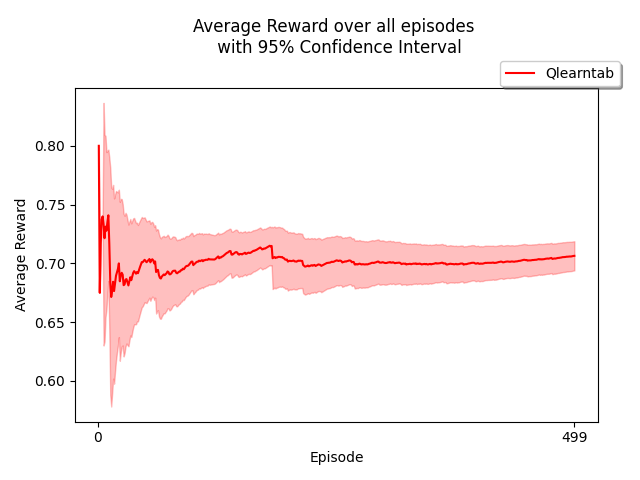 Average Reward over all episodes
with 95% Confidence Interval
Qlearntab
Average Reward
0.80
0.75
0.70
0.65
0.60
0
499
Episode